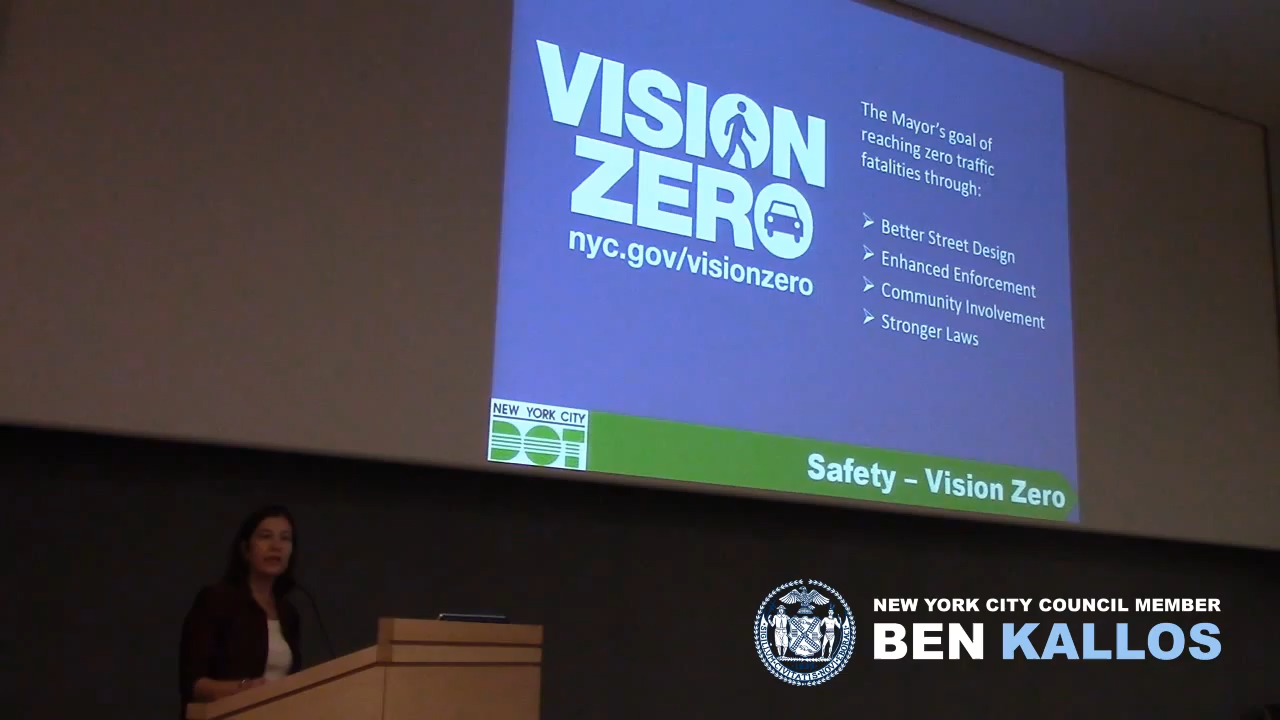 VISION
ZERO
nyc.gov/visionzero
The Mayor's goal of
reaching zero traffic
fatalities through:
➢ Better Street Design
➢ Enhanced Enforcement
➢ Community Involvement
➢ Stronger Laws
NEW YORK CITY
DOT
Safety – Vision Zero
NEW YORK CITY COUNCIL MEMBER
BEN KALLOS